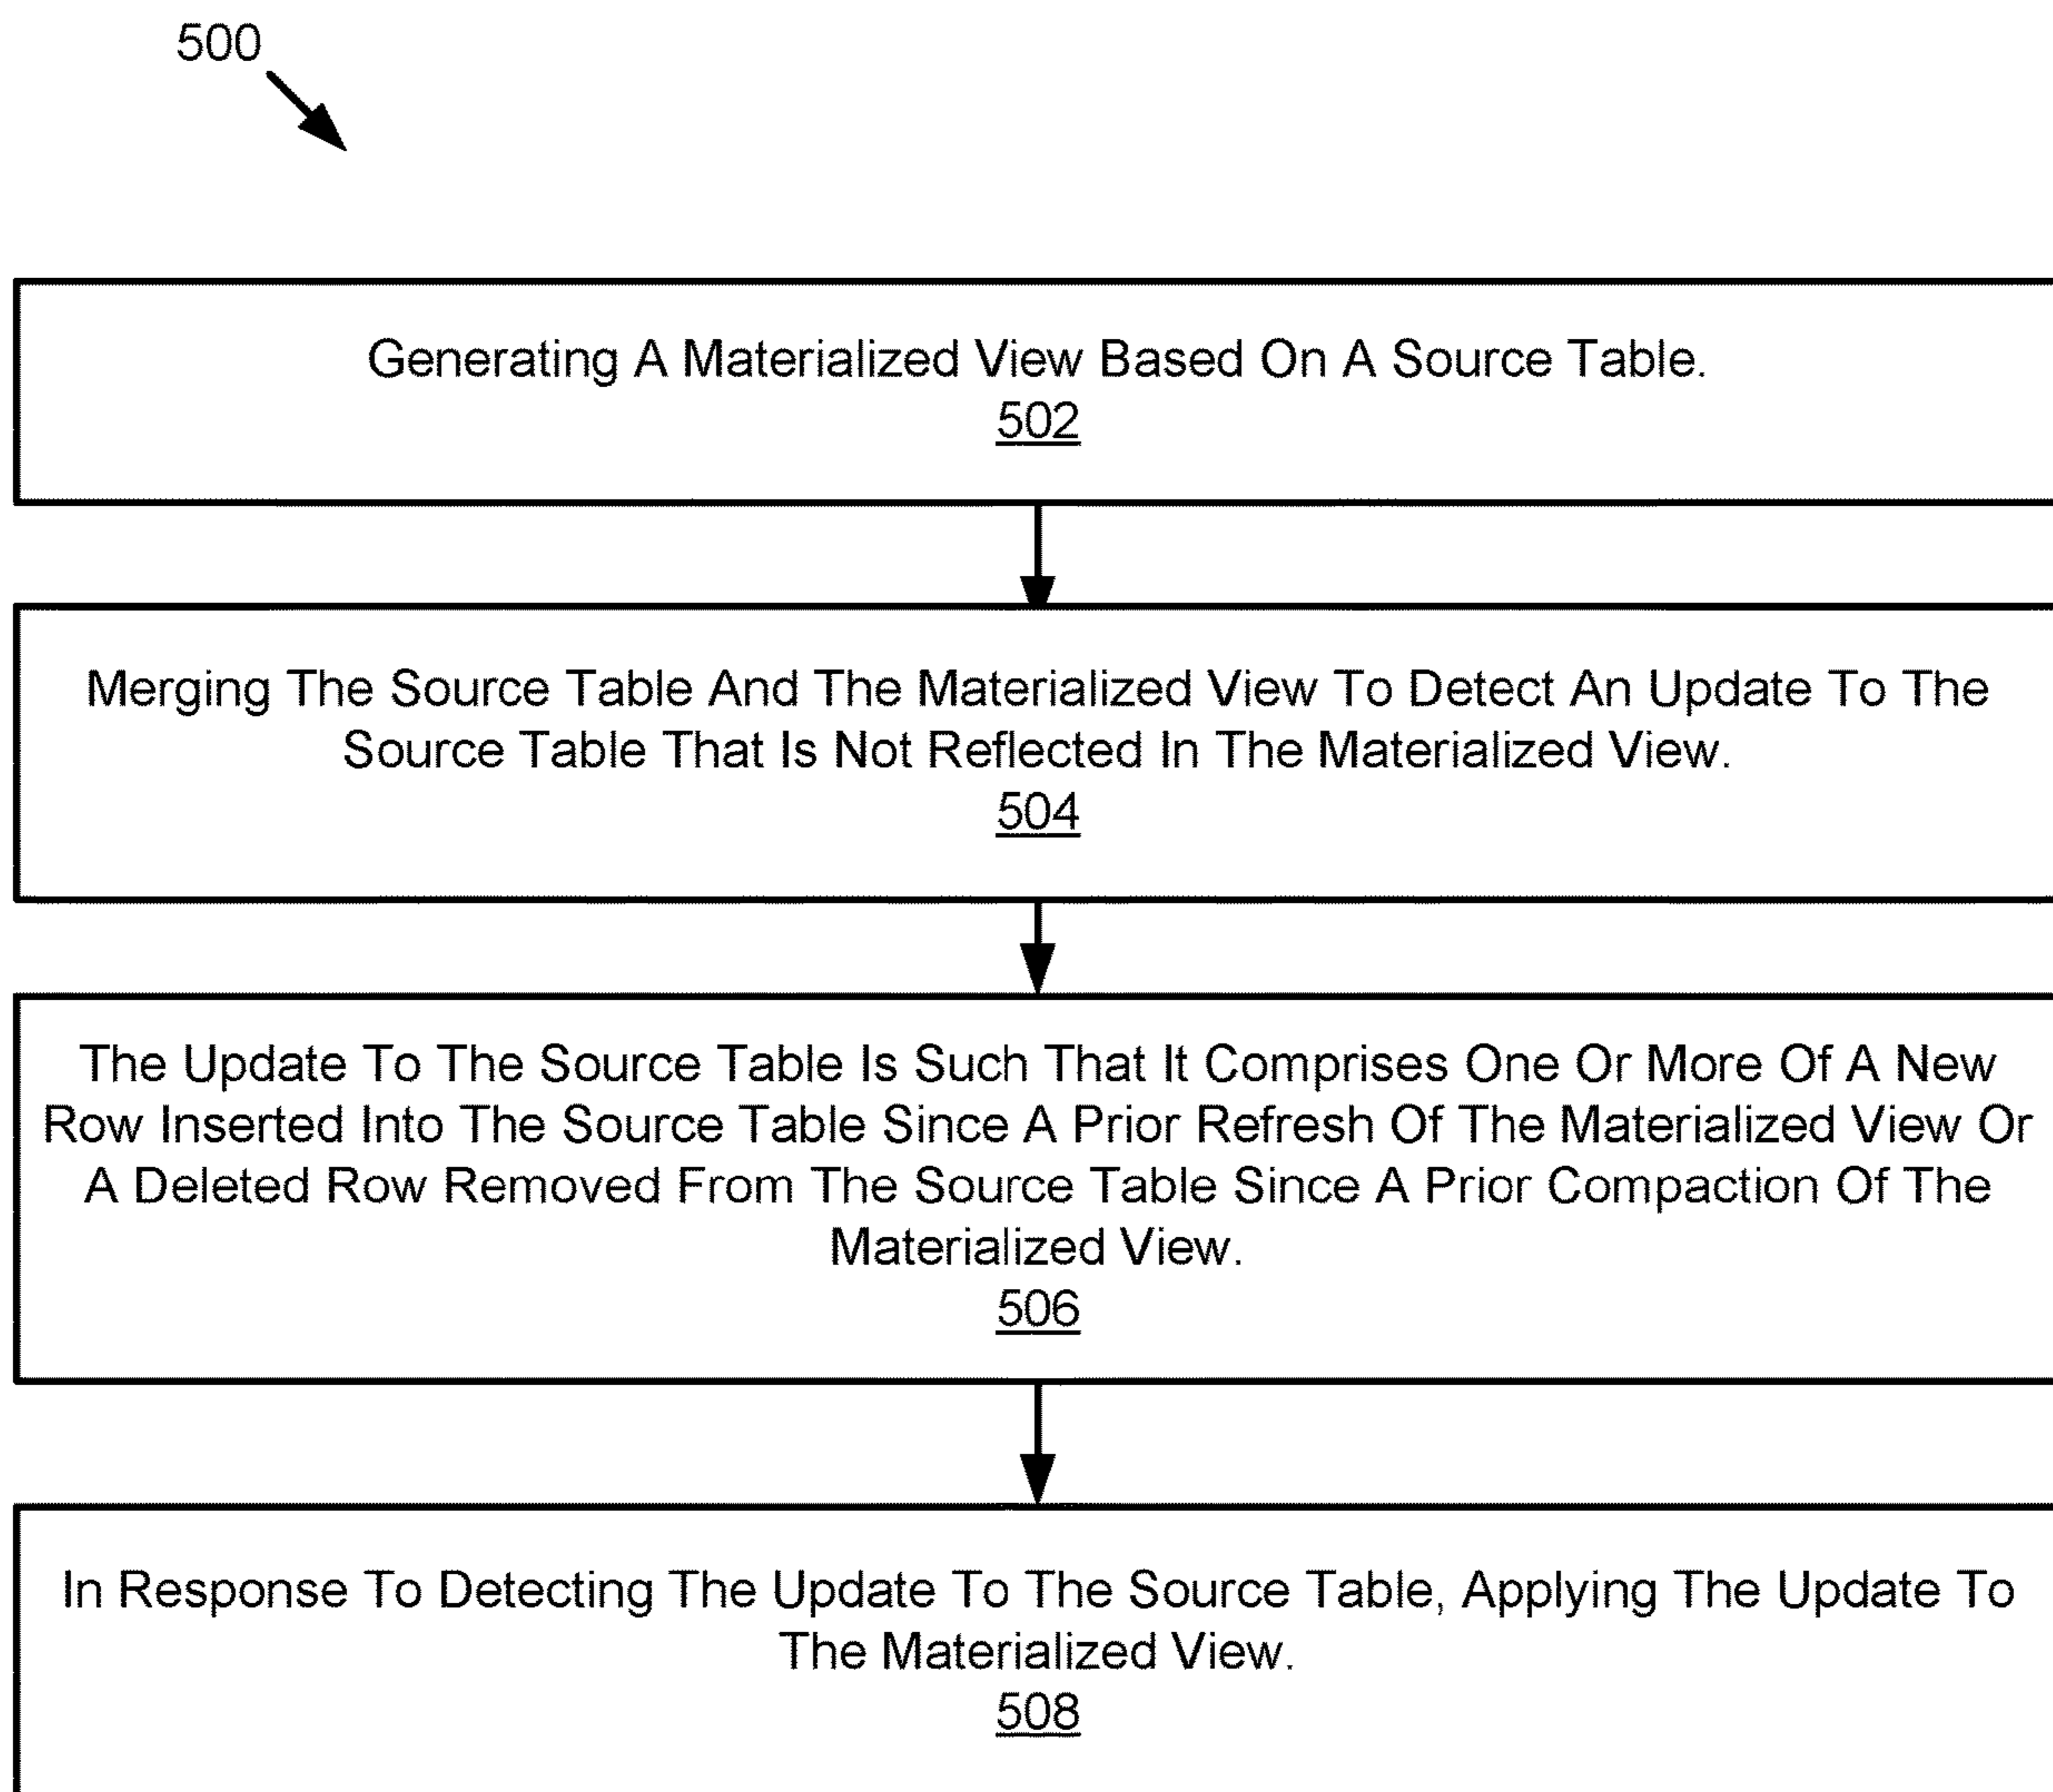 500
Generating A Materialized View Based On A Source Table.
502
Merging The Source Table And The Materialized View To Detect An Update To The
Source Table That Is Not Reflected In The Materialized View.
504
The Update To The Source Table Is Such That It Comprises One Or More Of A New
Row Inserted Into The Source Table Since A Prior Refresh Of The Materialized View Or
A Deleted Row Removed From The Source Table Since A Prior Compaction Of The
Materialized View.
506
In Response To Detecting The Update To The Source Table, Applying The Update To
The Materialized View.
508